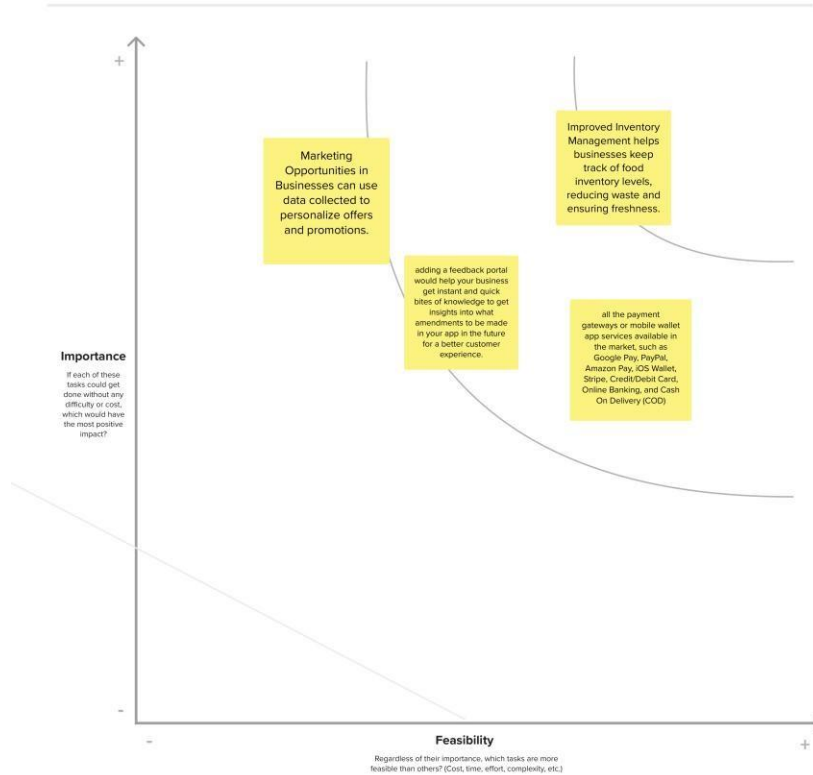 +
Marketing
Opportunities in
Businesses can use
data collected to
personalize offers
and promotions.
Improved Inventory
Management helps
businesses keep
track of food
inventory levels,
reducing waste and
ensuring freshness.
adding a feedback portal
would help your business
get instant and quick
bites of knowledge to get
insights into what
amendments to be made
in your app in the future
for a better customer
experience.
all the payment
gateways or mobile wallet
app services available in
the market, such as
Google Pay, PayPal,
Amazon Pay, iOS Wallet,
Stripe, Credit/Debit Card,
Online Banking, and Cash
On Delivery (COD)
Importance
If each of these
tasks could get
done without any
difficulty or cost,
which would have
the most positive
impact?
-
-
Feasibility
+
Regardless of their importance, which tasks are more
feasible than others? (Cost, time, effort, complexity, etc.)